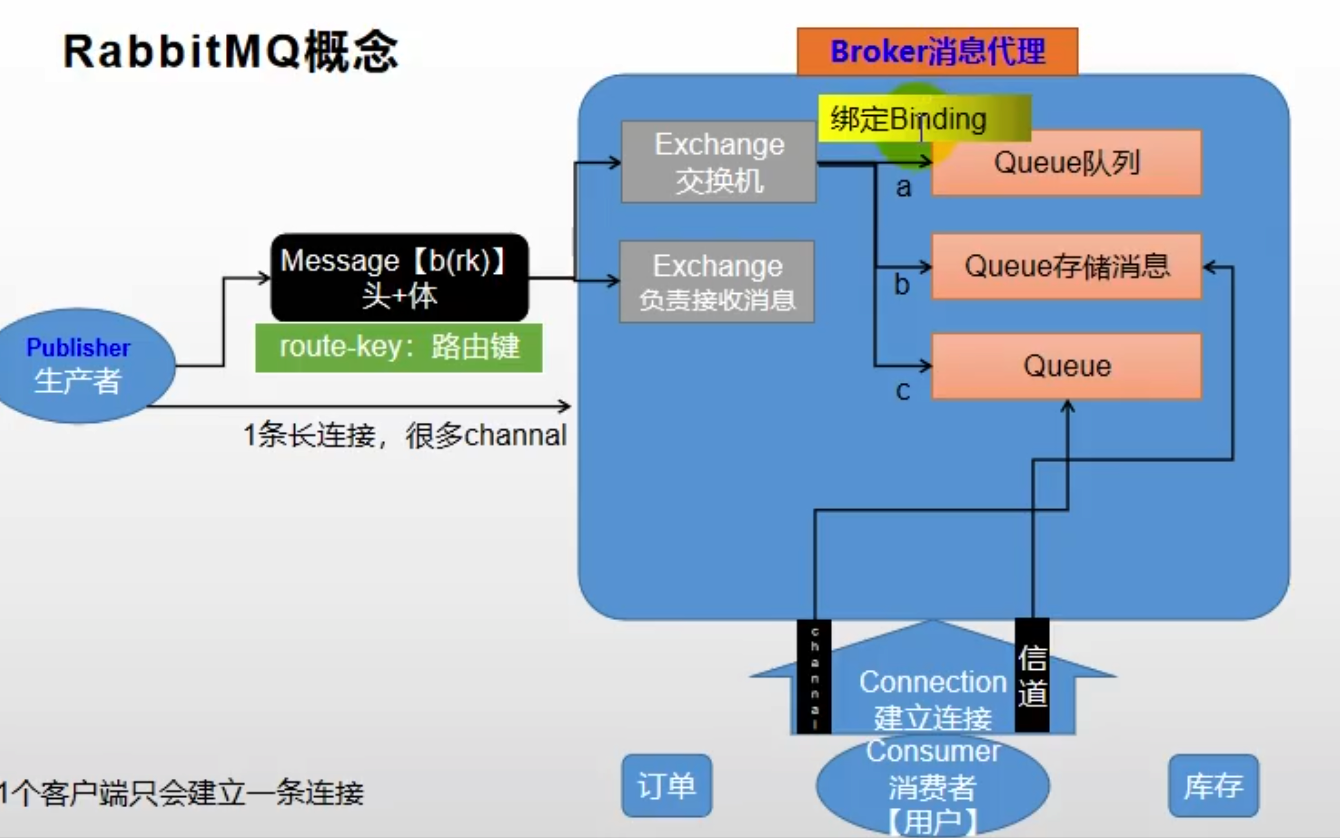 RabbitMQ概念
Broker消息代理
绑定Binding
Exchange
交换机
Queue队列
a
Message【b(rk)】
头+体
Exchange
负责接收消息
Queue存储消息
b
route-key：路由键
Publisher
生产者
Queue
c
1条长连接，很多channal
channal
信道
Connection
建立连接
Consumer
消费者
【用户】
订单
库存
1个客户端只会建立一条连接